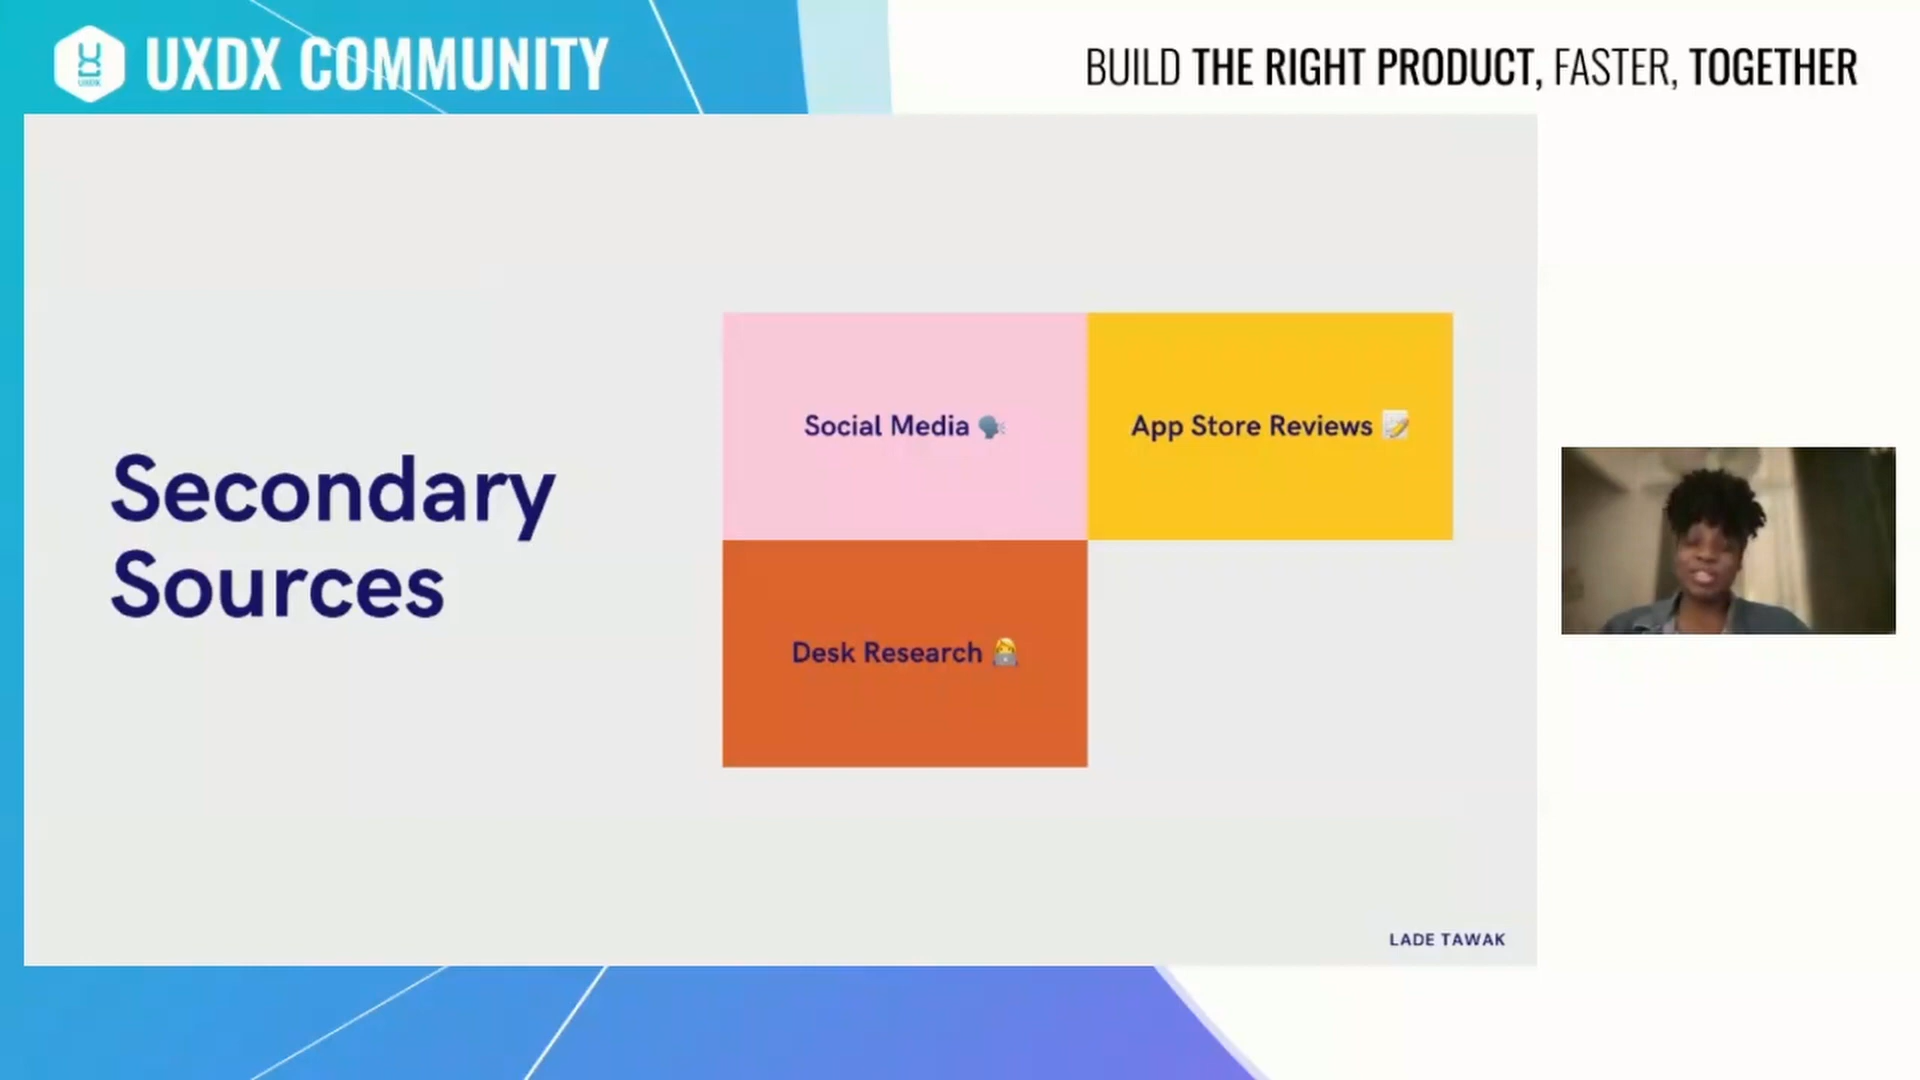 UXDX COMMUNITY
BUILD THE RIGHT PRODUCT, FASTER, TOGETHER
Secondary
Sources
Social Media 🗣️
App Store Reviews 📝
Desk Research 🧑‍💻
LADE TAWAK